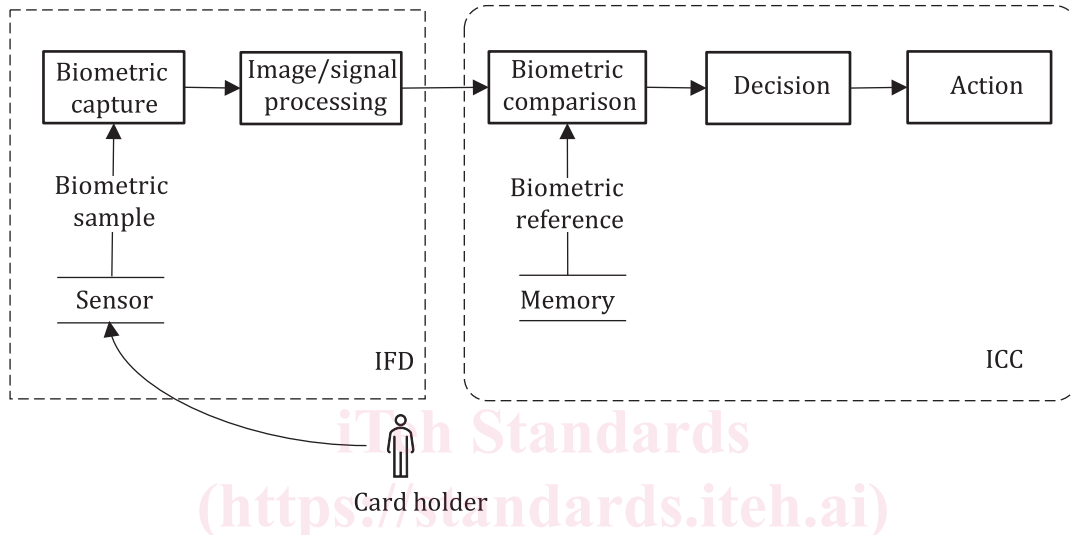 Biometric
capture
Image/signal
processing
Biometric
comparison
Decision
Action
Biometric
sample
Biometric
reference
Sensor
Memory
IFD
ICC
iTeh Standards
Card holder
(https://standards.iteh.ai)